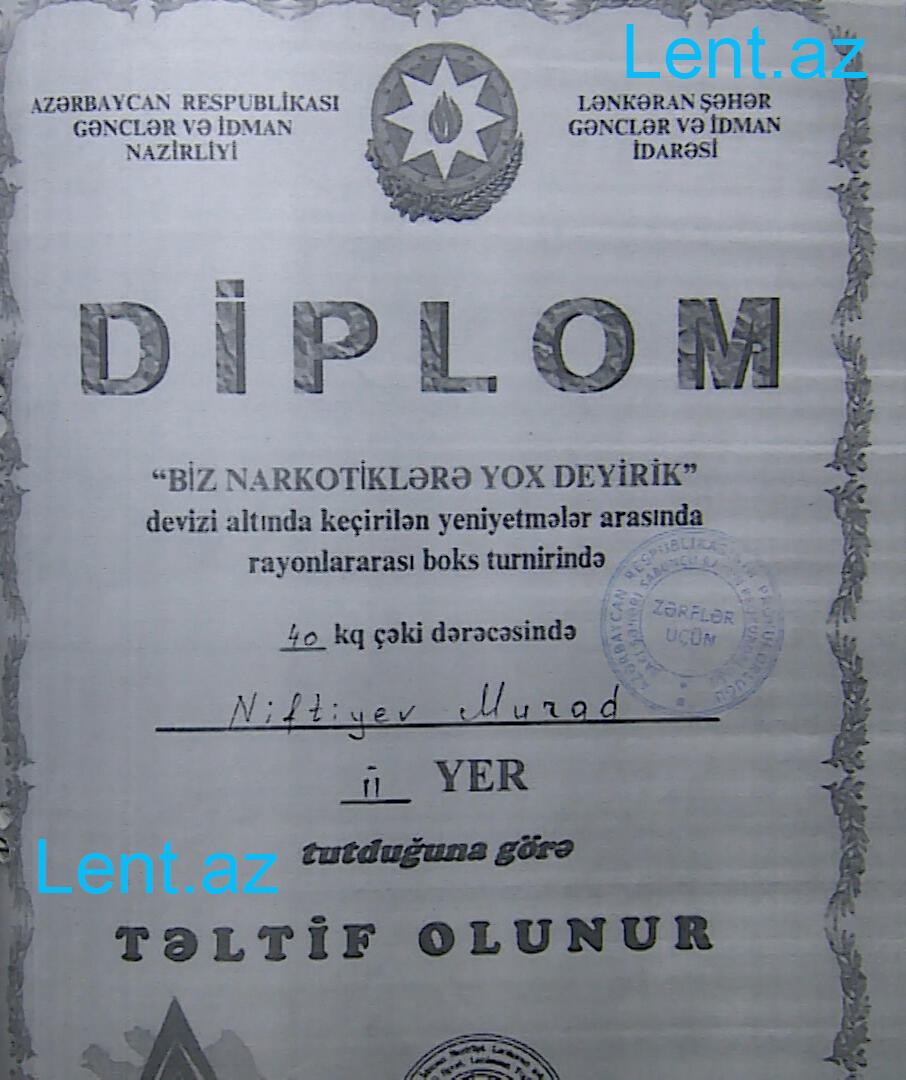 Lent.az
AZƏRBAYCAN RESPUBLİKASI
GƏNCLƏR VƏ İDMAN
NAZİRLİYİ
LƏNKƏRAN ŞƏHƏR
GƏNCLƏR VƏ İDMAN
İDARƏSİ
DİPLOM
“BİZ NARKOTİKLƏRƏ YOX DEYİRİK”
devizi altında keçirilən yeniyetmələr arasında
rayonlararası boks turnirində
ZƏRFLƏR
UÇÜN
40 kq çəki dərəcəsində
Niftiyev Murad
II YER
Lent.az
tutduğuna görə
TƏLTİF OLUNUR